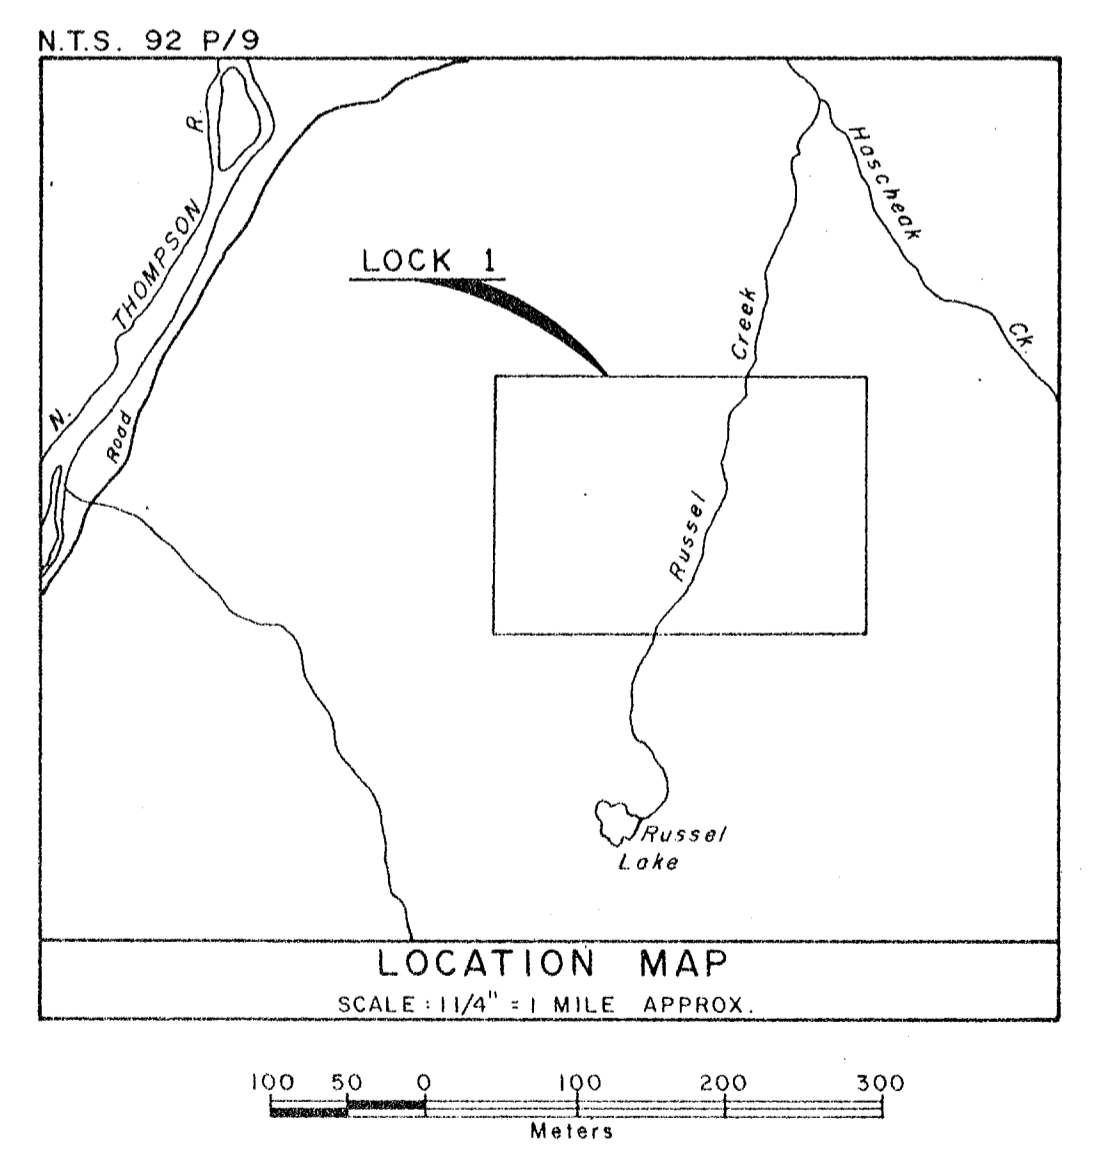 N.T.S. 92 P/9
N. THOMPSON R.
Road
LOCK 1
Hascheak Ck.
Russel Creek
Russel
Lake
LOCATION MAP
SCALE : 1 1/4" = 1 MILE APPROX.
100 50 0 100 200 300
Meters